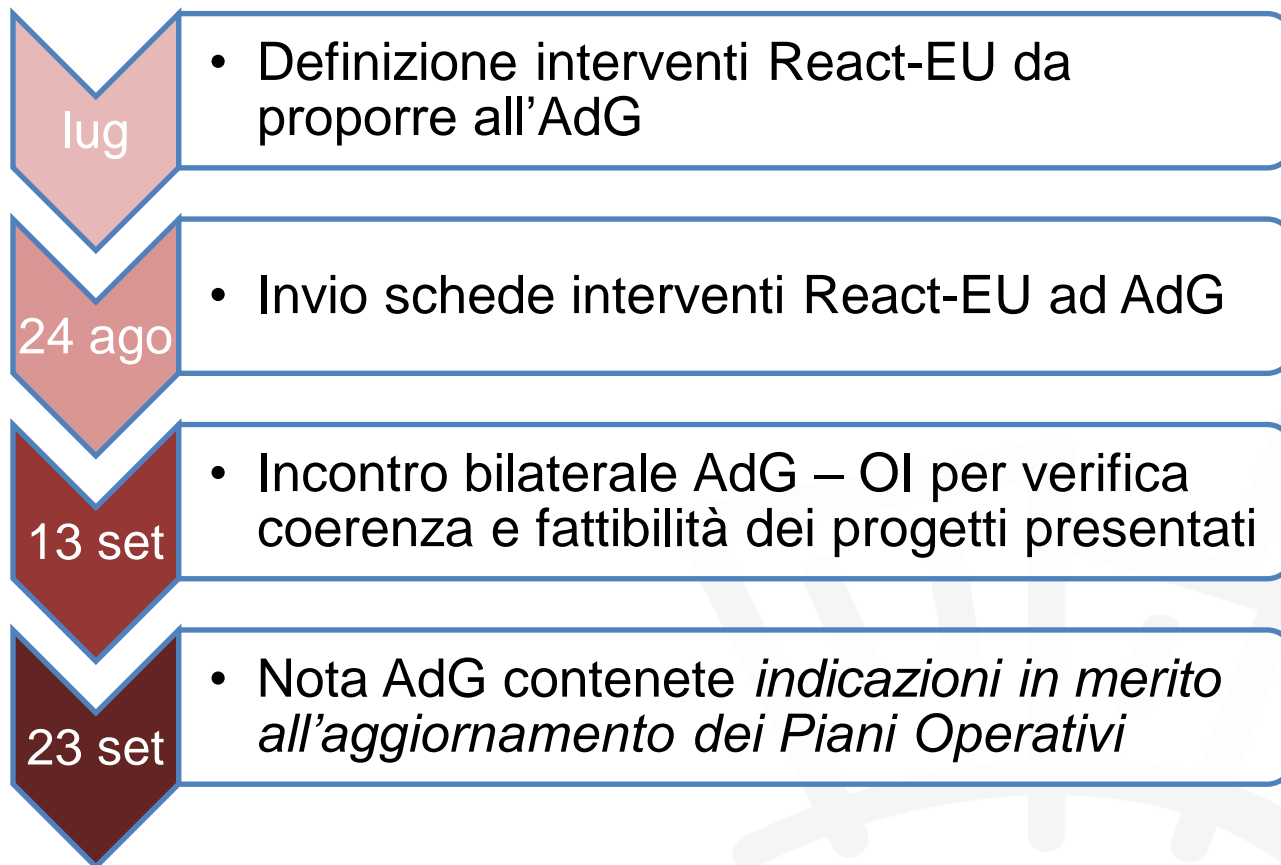 lug
• Definizione interventi React-EU da
proporre all’AdG
24 ago
• Invio schede interventi React-EU ad AdG
13 set
• Incontro bilaterale AdG – OI per verifica
coerenza e fattibilità dei progetti presentati
23 set
• Nota AdG contenete indicazioni in merito
all’aggiornamento dei Piani Operativi